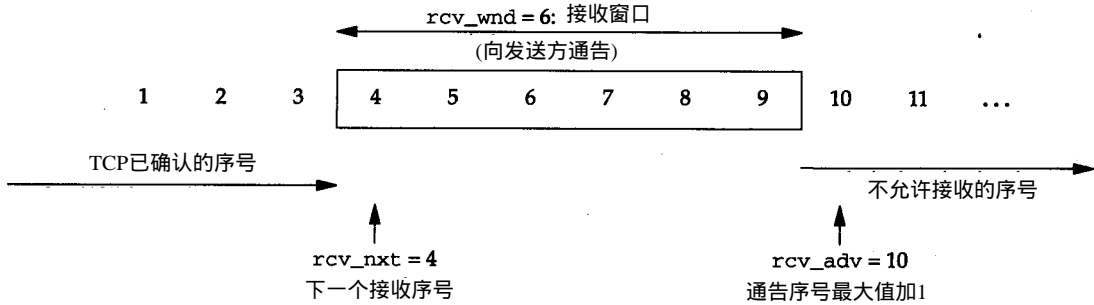 rcv_wnd = 6: 接收窗口
(向发送方通告)
1 2 3 4 5 6 7 8 9 10 11 ...
TCP已确认的序号
不允许接收的序号
rcv_nxt = 4
下一个接收序号
rcv_adv = 10
通告序号最大值加1